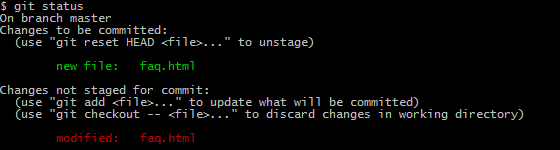 $ git status
On branch master
Changes to be committed:
  (use "git reset HEAD <file>..." to unstage)
        new file:   faq.html
Changes not staged for commit:
  (use "git add <file>..." to update what will be committed)
  (use "git checkout -- <file>..." to discard changes in working directory)
        modified:   faq.html